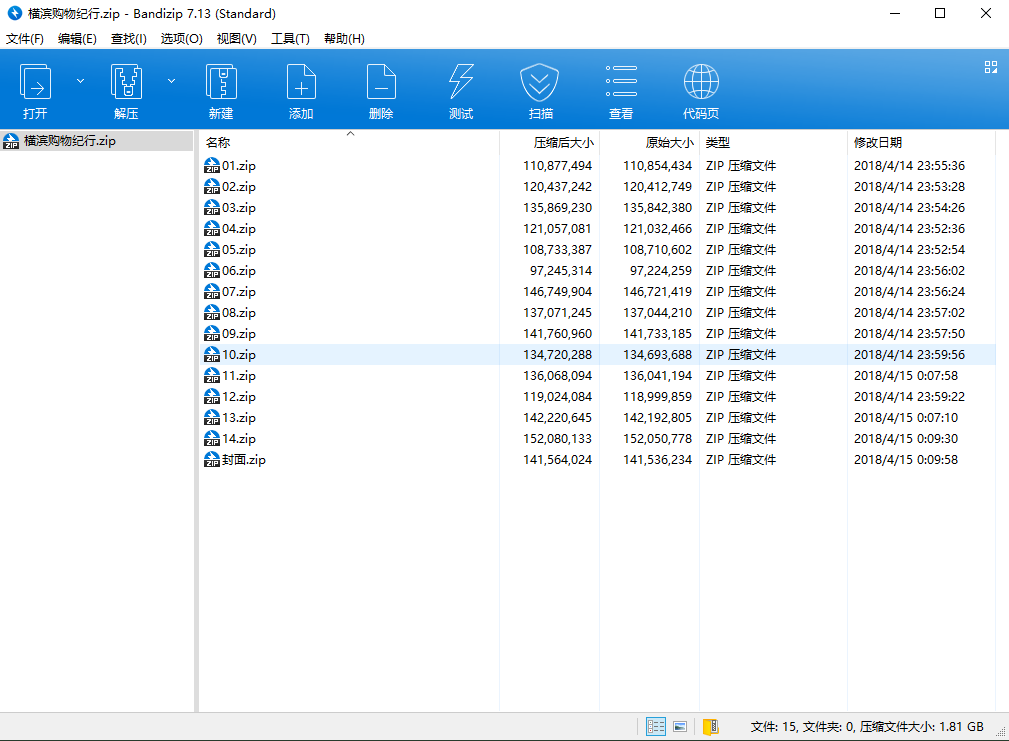 横滨购物纪行.zip - Bandizip 7.13 (Standard)
文件(F) 编辑(E) 查找(I) 选项(O) 视图(V) 工具(T) 帮助(H)
打开 解压 新建 添加 删除 测试 扫描 查看 代码页
横滨购物纪行.zip
名称 压缩后大小 原始大小 类型 修改日期
01.zip 110,877,494 110,854,434 ZIP 压缩文件 2018/4/14 23:55:36
02.zip 120,437,242 120,412,749 ZIP 压缩文件 2018/4/14 23:53:28
03.zip 135,869,230 135,842,380 ZIP 压缩文件 2018/4/14 23:54:26
04.zip 121,057,081 121,032,466 ZIP 压缩文件 2018/4/14 23:52:36
05.zip 108,733,387 108,710,602 ZIP 压缩文件 2018/4/14 23:52:54
06.zip 97,245,314 97,224,259 ZIP 压缩文件 2018/4/14 23:56:02
07.zip 146,749,904 146,721,419 ZIP 压缩文件 2018/4/14 23:56:24
08.zip 137,071,245 137,044,210 ZIP 压缩文件 2018/4/14 23:57:02
09.zip 141,760,960 141,733,185 ZIP 压缩文件 2018/4/14 23:57:50
10.zip 134,720,288 134,693,688 ZIP 压缩文件 2018/4/14 23:59:56
11.zip 136,068,094 136,041,194 ZIP 压缩文件 2018/4/15 0:07:58
12.zip 119,024,084 118,999,859 ZIP 压缩文件 2018/4/14 23:59:22
13.zip 142,220,645 142,192,805 ZIP 压缩文件 2018/4/15 0:07:10
14.zip 152,080,133 152,050,778 ZIP 压缩文件 2018/4/15 0:09:30
封面.zip 141,564,024 141,536,234 ZIP 压缩文件 2018/4/15 0:09:58
文件: 15, 文件夹: 0, 压缩文件大小: 1.81 GB